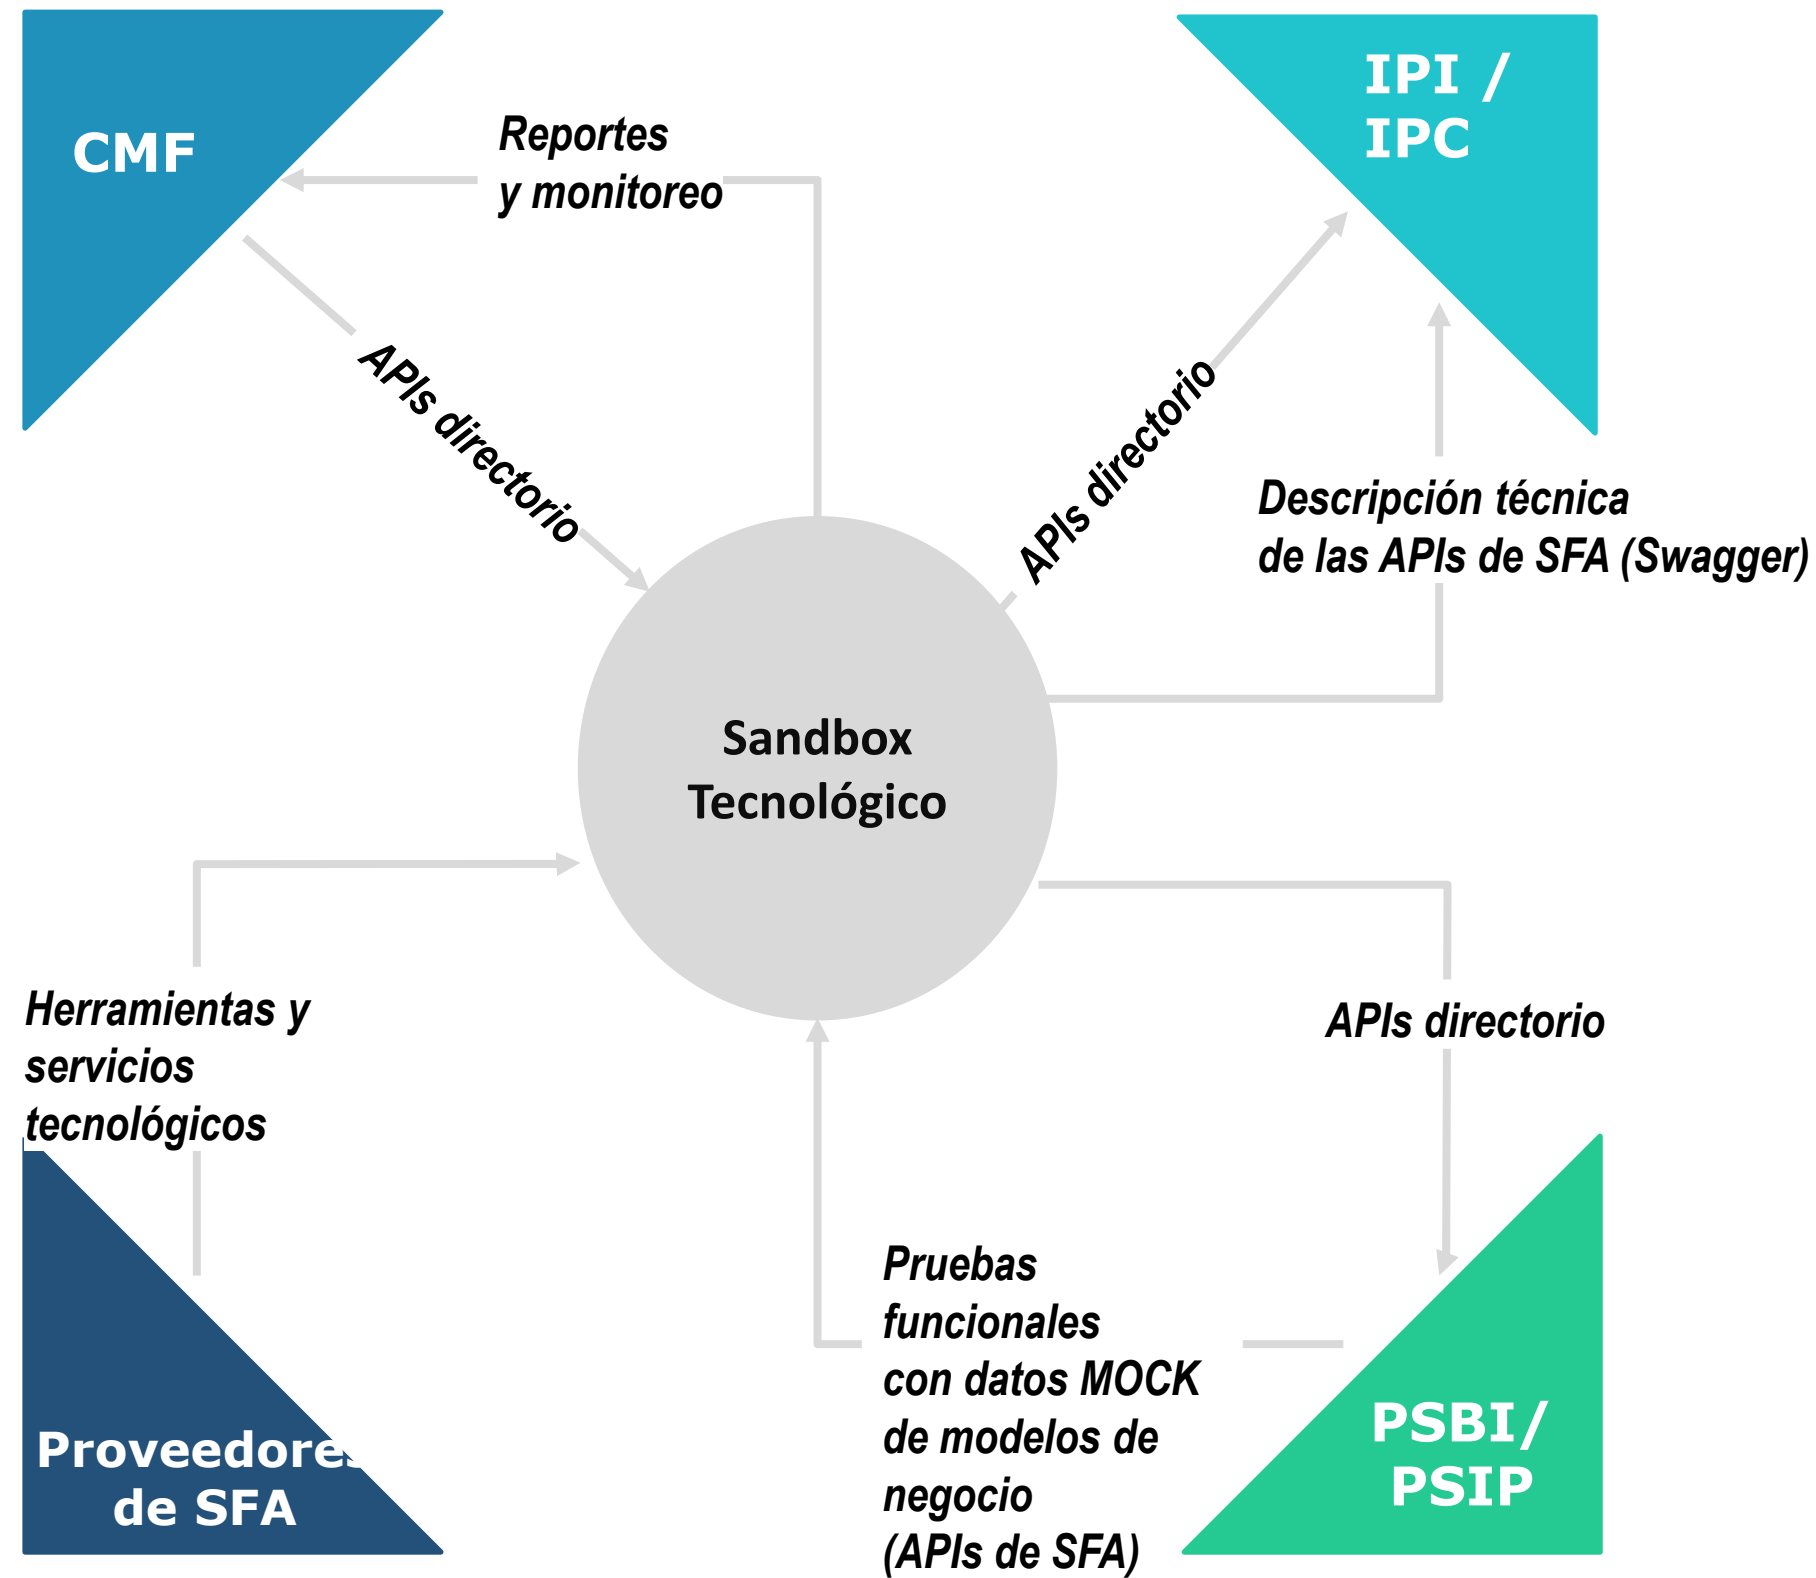 CMF
Reportes
y monitoreo
IPI /
IPC
APIs directorio
APIs directorio
Descripción técnica
de las APIs de SFA (Swagger)
Sandbox
Tecnológico
Herramientas y
servicios
tecnológicos
APIs directorio
Proveedores
de SFA
Pruebas
funcionales
con datos MOCK
de modelos de
negocio
(APIs de SFA)
PSBI/
PSIP